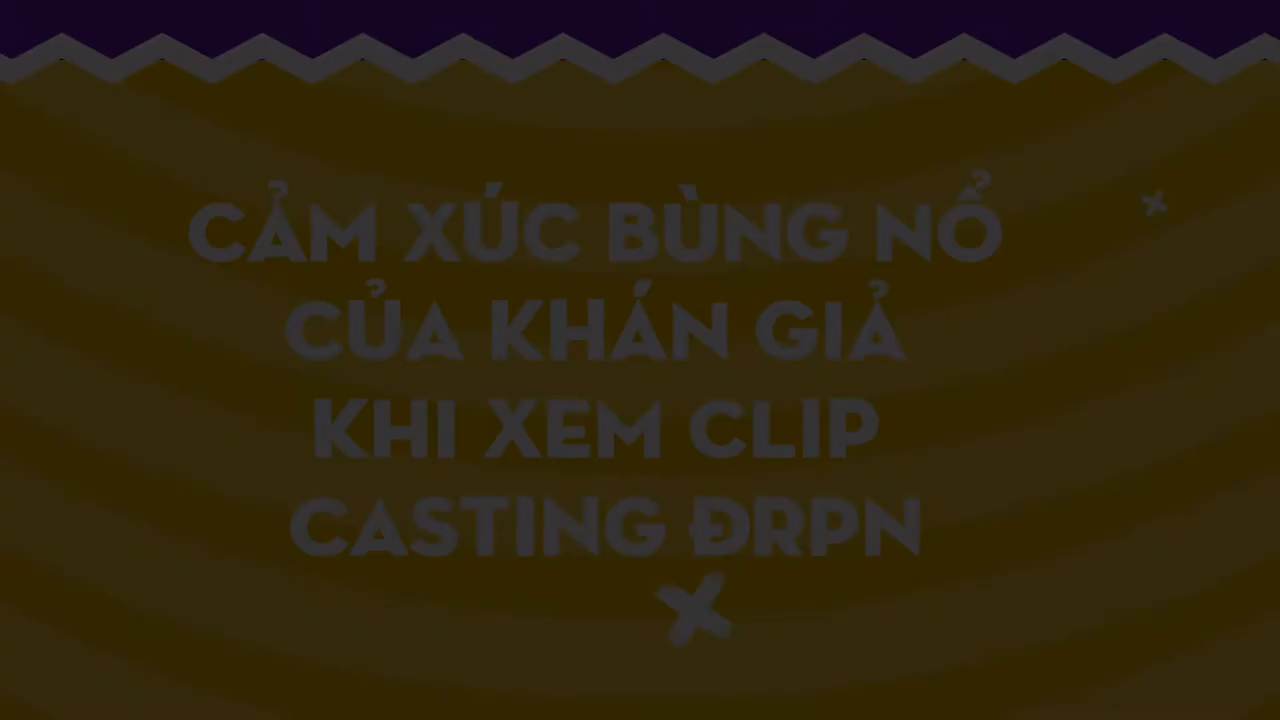 CẢM XÚC BÙNG NỔ
CỦA KHÁN GIẢ
KHI XEM CLIP
CASTING ĐRPN